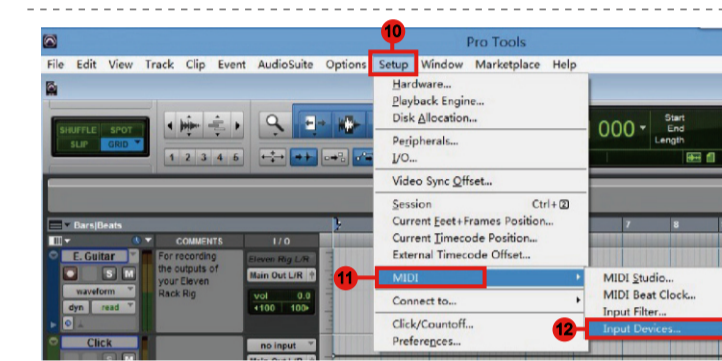 10
Pro Tools
File Edit View Track Clip Event AudioSuite Options Setup Window Marketplace Help
Hardware...
Playback Engine...
Disk Allocation...
Peripherals...
I/O...
Video Sync Offset...
Session Ctrl+2
Current Feet+Frames Position...
Current Timecode Position...
External Timecode Offset...
11 MIDI
Connect to...
Click/Countoff...
Preferences...
MIDI Studio...
MIDI Beat Clock...
Input Filter...
12 Input Devices...
SHUFFLE SPOT
SLIP GRID
1 2 3 4 5
000
Start
End
Length
Bars|Beats
7 8
COMMENTS I / O
E. Guitar
S M
waveform
dyn read
For recording
the outputs of
your Eleven
Rack Rig
Eleven Rig L/R
Main Out L/R
vol 0.0
100 100
Click
S M
no input
Main Out L/R